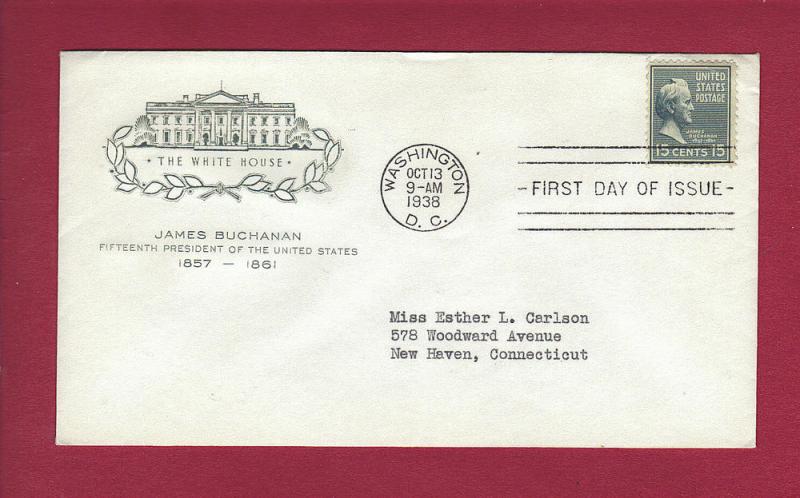 · THE WHITE HOUSE ·
JAMES BUCHANAN
FIFTEENTH PRESIDENT OF THE UNITED STATES
1857 — 1861
WASHINGTON
OCT 13
9-AM
1938
D. C.
UNITED
STATES
POSTAGE
JAMES
BUCHANAN
1857-1861
15 CENTS 15
- FIRST DAY OF ISSUE -
Miss Esther L. Carlson
578 Woodward Avenue
New Haven, Connecticut